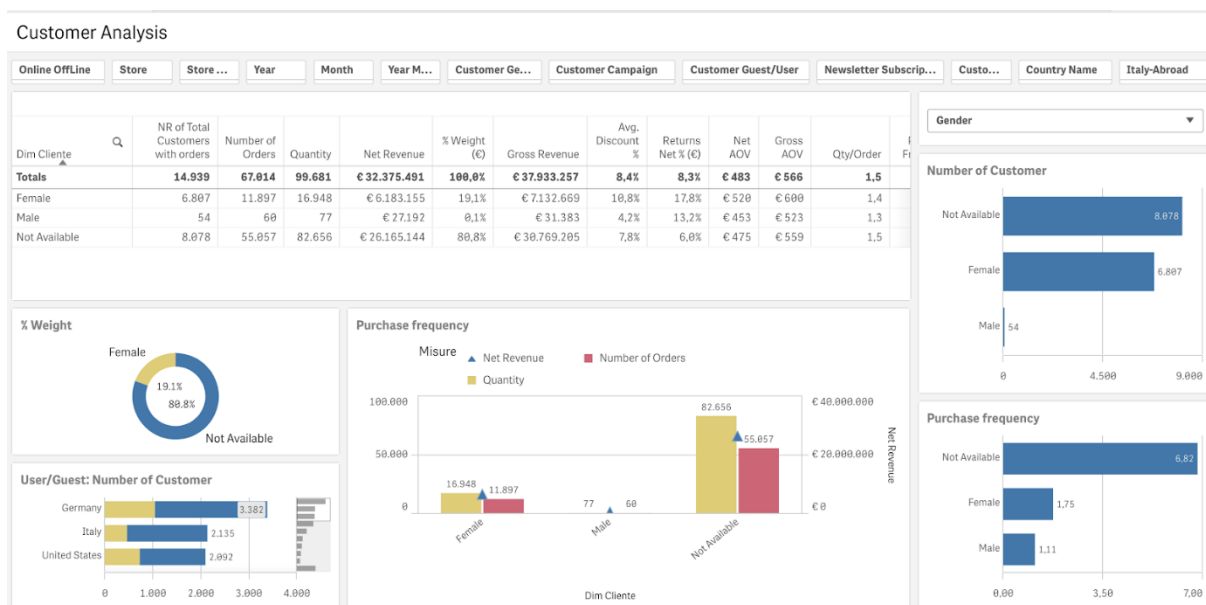 Customer Analysis
Online OffLine Store Store ... Year Month Year M... Customer Ge... Customer Campaign Customer Guest/User Newsletter Subscrip... Custo... Country Name Italy-Abroad
Dim Cliente NR of Total Customers with orders Number of Orders Quantity Net Revenue % Weight (€) Gross Revenue Avg. Discount % Returns Net % (€) Net AOV Gross AOV Qty/Order
Totals 14.939 67.014 99.681 € 32.375.491 100,0% € 37.933.257 8,4% 8,3% € 483 € 566 1,5
Female 6.807 11.897 16.948 € 6.183.155 19,1% € 7.132.669 10,8% 17,8% € 520 € 600 1,4
Male 54 60 77 € 27.192 0,1% € 31.383 4,2% 13,2% € 453 € 523 1,3
Not Available 8.078 55.057 82.656 € 26.165.144 80,8% € 30.769.205 7,8% 6,0% € 475 € 559 1,5
Gender
Number of Customer
Not Available 8.078
Female 6.807
Male 54
0 4.500 9.000
% Weight
Female
19.1%
80.8%
Not Available
Purchase frequency
Misure Net Revenue Number of Orders
Quantity
100.000 82.656 € 40.000.000
50.000 55.057 € 20.000.000
16.948 11.897 77 60
0 € 0
Net Revenue
Female Male Not Available
Dim Cliente
Purchase frequency
Not Available 6,82
Female 1,75
Male 1,11
0,00 3,50 7,00
User/Guest: Number of Customer
Germany 3.382
Italy 2.135
United States 2.092
0 1.000 2.000 3.000 4.000